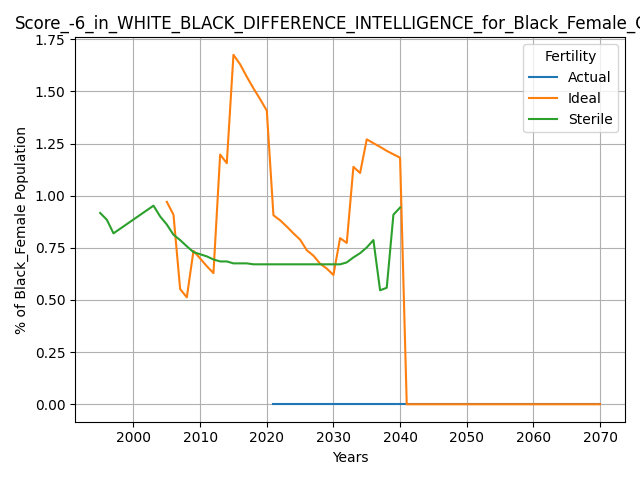 Score_-6_in_WHITE_BLACK_DIFFERENCE_INTELLIGENCE_for_Black_Female_
Fertility
Actual
Ideal
Sterile
% of Black_Female Population
1.75
1.50
1.25
1.00
0.75
0.50
0.25
0.00
2000 2010 2020 2030 2040 2050 2060 2070
Years